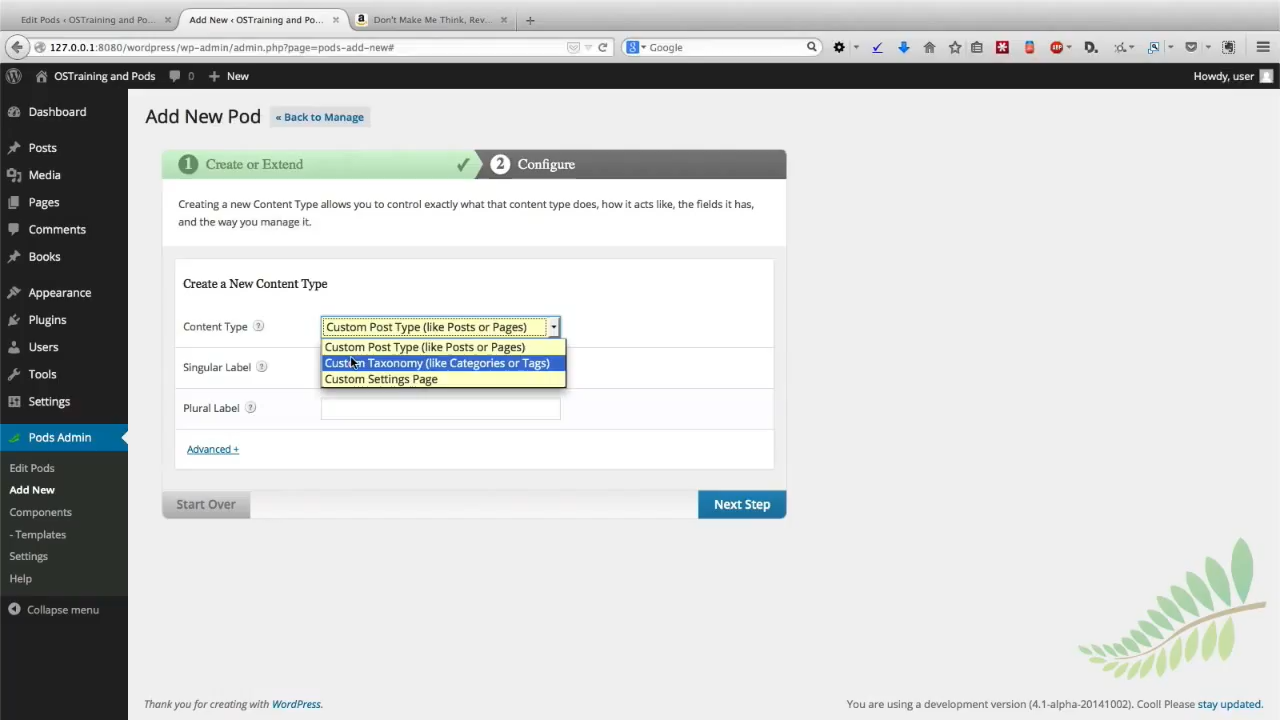 Edit Pods ‹ OSTraining and Po... ×
Add New ‹ OSTraining and Po... ×
a Don't Make Me Think, Rev... ×
+
127.0.0.1:8080/wordpress/wp-admin/admin.php?page=pods-add-new#
8 Google
ABP
D.
OSTraining and Pods
0
+ New
Howdy, user
Dashboard
Posts
Media
Pages
Comments
Books
Appearance
Plugins
Users
Tools
Settings
Pods Admin
Edit Pods
Add New
Components
- Templates
Settings
Help
Collapse menu
Add New Pod
« Back to Manage
1 Create or Extend
2 Configure
Creating a new Content Type allows you to control exactly what that content type does, how it acts like, the fields it has,
and the way you manage it.
Create a New Content Type
Content Type ?
Custom Post Type (like Posts or Pages)
Custom Post Type (like Posts or Pages)
Custom Taxonomy (like Categories or Tags)
Custom Settings Page
Singular Label ?
Plural Label ?
Advanced +
Start Over
Next Step
Thank you for creating with WordPress.
You are using a development version (4.1-alpha-20141002). Cool! Please stay updated.